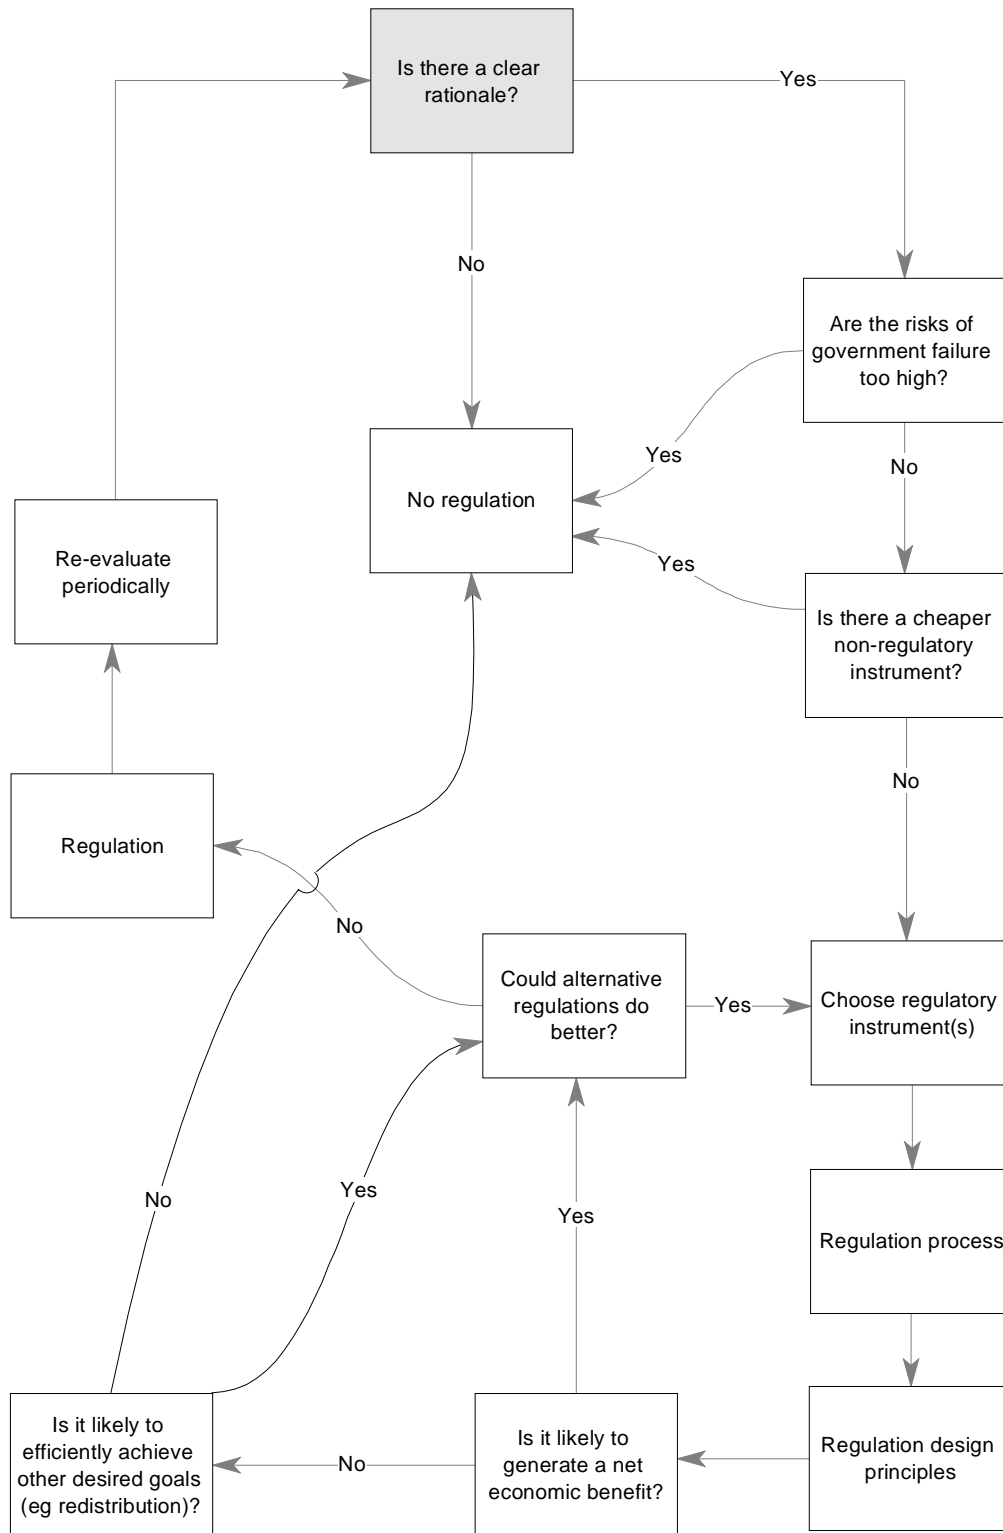 Is there a clear
rationale?
Yes
No
Are the risks of
government failure
too high?
Yes
No
No regulation
Yes
Re-evaluate
periodically
Is there a cheaper
non-regulatory
instrument?
No
Regulation
No
Could alternative
regulations do
better?
Yes
Choose regulatory
instrument(s)
No
Yes
Yes
Regulation process
Is it likely to
efficiently achieve
other desired goals
(eg redistribution)?
No
Is it likely to
generate a net
economic benefit?
Regulation design
principles